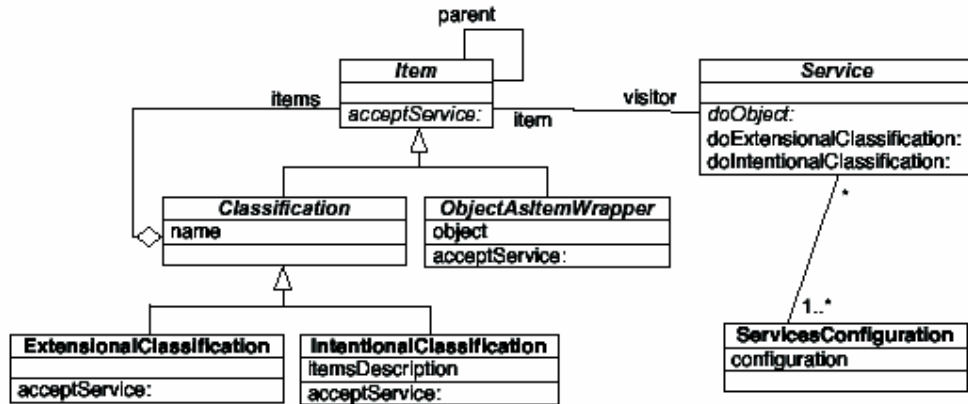 parent
Item
Service
items
visitor
acceptService:
item
doObject:
doExtensionalClassification:
doIntentionalClassification:
Classification
ObjectAsItemWrapper
*
name
object
acceptService:
1..*
ExtensionalClassification
IntentionalClassification
ServicesConfiguration
itemsDescription
configuration
acceptService:
acceptService: